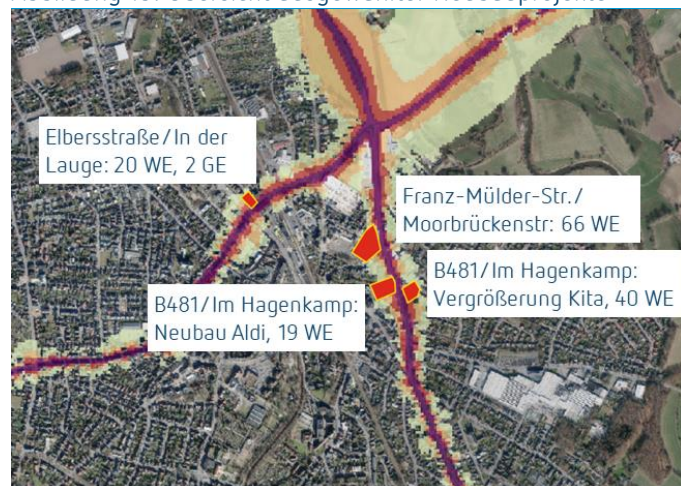 Elbersstraße/In der
Lauge: 20 WE, 2 GE
Franz-Mülder-Str./
Moorbrückenstr: 66 WE
B481/Im Hagenkamp:
Vergrößerung Kita, 40 WE
B481/Im Hagenkamp:
Neubau Aldi, 19 WE